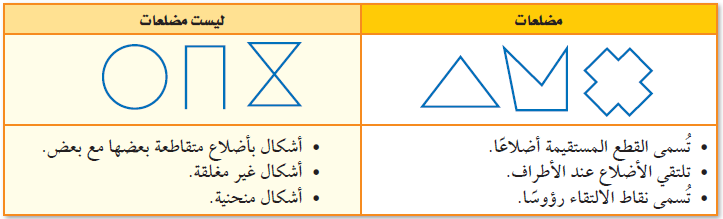 مضلعات
ليست مضلعات
• تُسمى القطع المستقيمة أضلاعًا.
• تلتقي الأضلاع عند الأطراف.
• تُسمى نقاط الالتقاء رؤوسًا.
• أشكال بأضلاع متقاطعة بعضها مع بعض.
• أشكال غير مغلقة.
• أشكال منحنية.